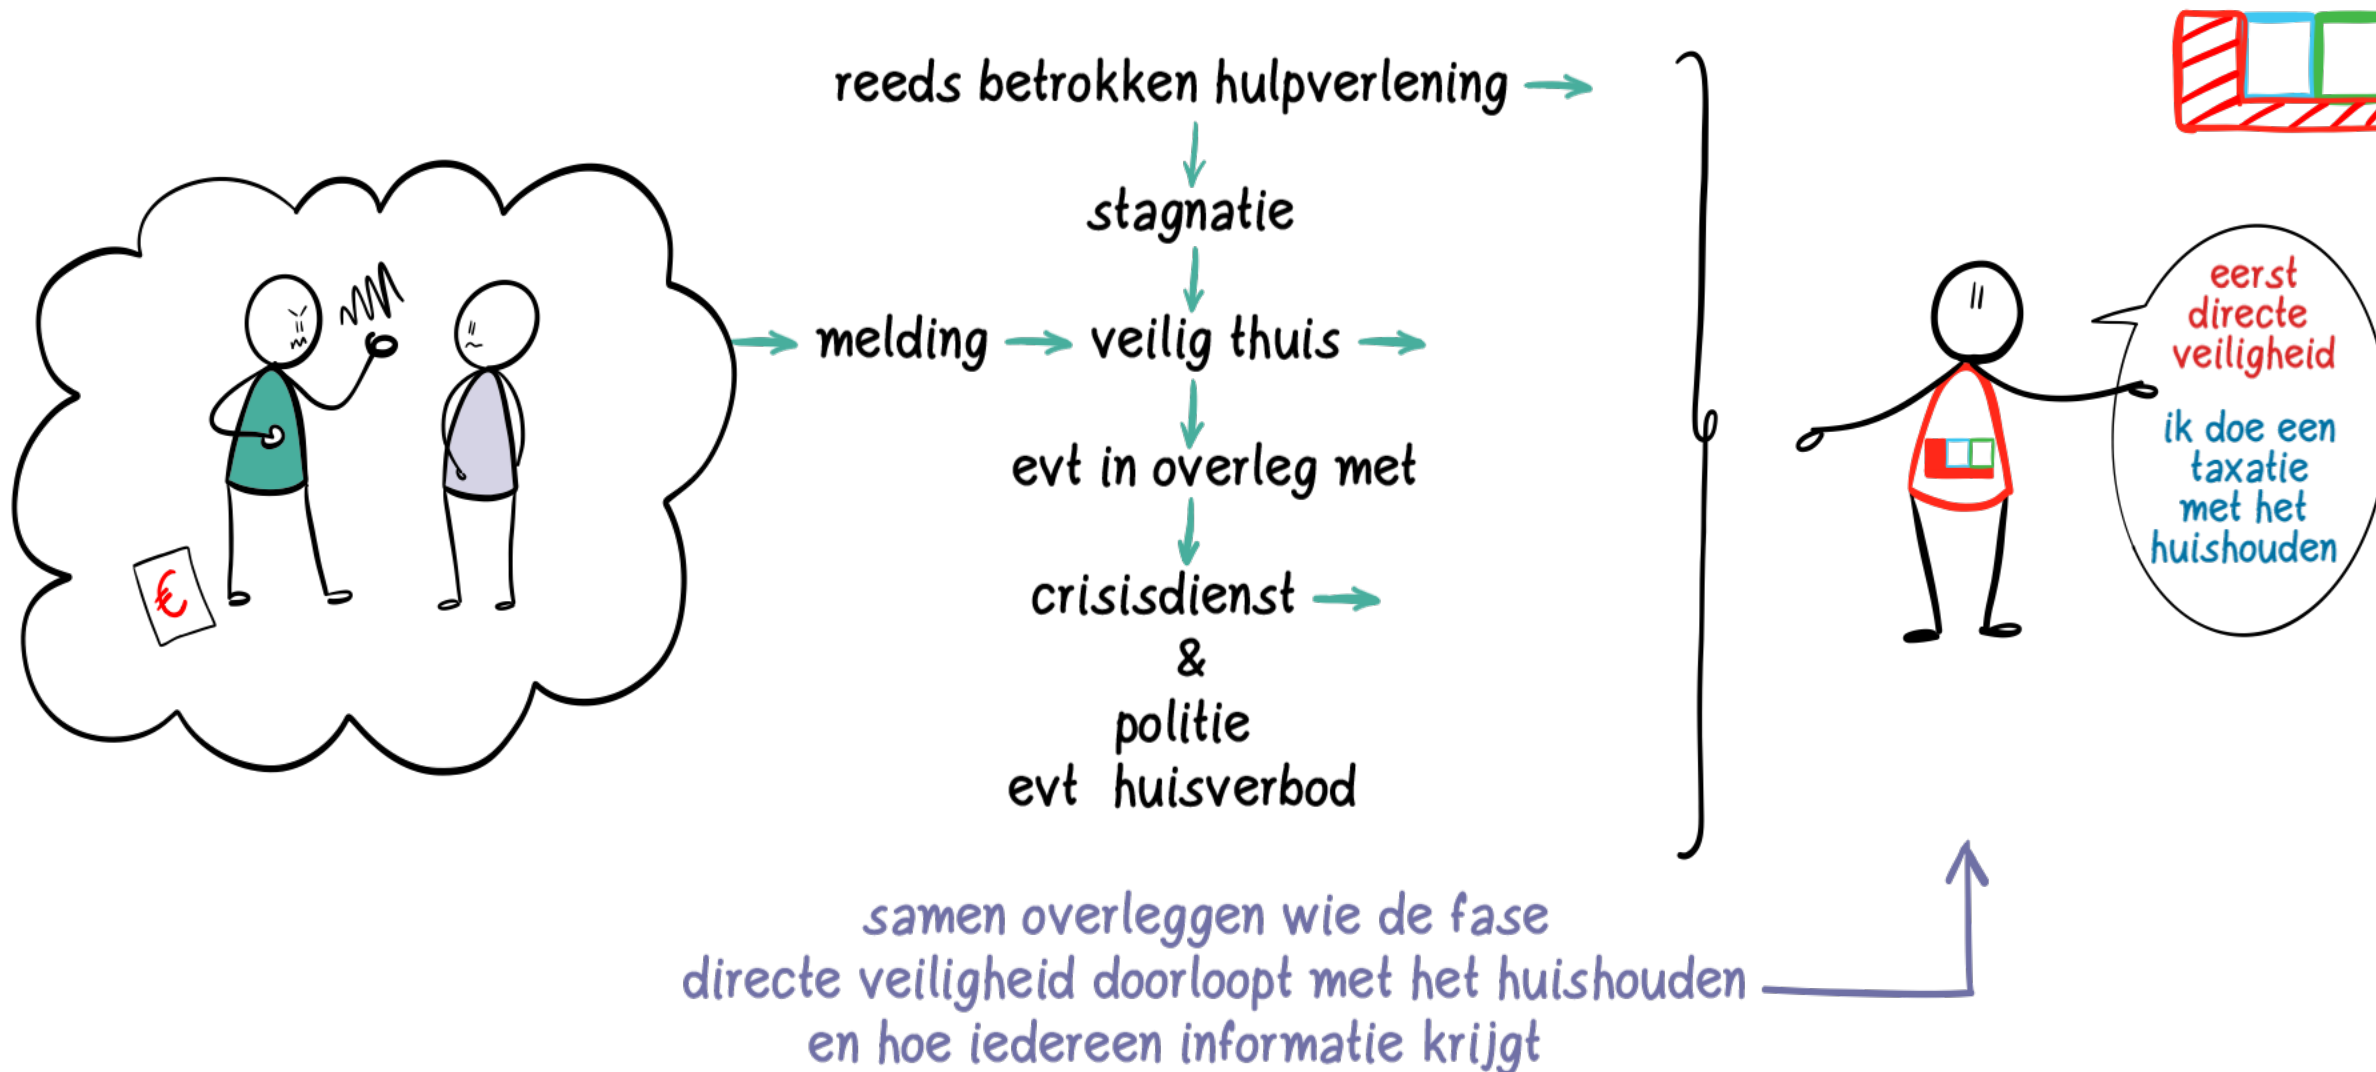 reeds betrokken hulpverlening
stagnatie
melding
veilig thuis
evt in overleg met
crisisdienst
&
politie
evt huisverbod
€
eerst
directe
veiligheid
ik doe een
taxatie
met het
huishouden
samen overleggen wie de fase
directe veiligheid doorloopt met het huishouden
en hoe iedereen informatie krijgt